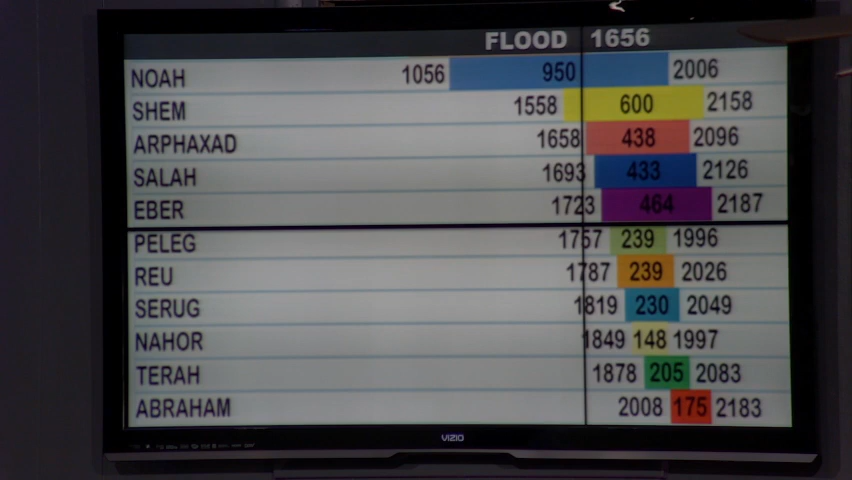 FLOOD 1656
NOAH 1056 950 2006
SHEM 1558 600 2158
ARPHAXAD 1658 438 2096
SALAH 1693 433 2126
EBER 1723 464 2187
PELEG 1757 239 1996
REU 1787 239 2026
SERUG 1819 230 2049
NAHOR 1849 148 1997
TERAH 1878 205 2083
ABRAHAM 2008 175 2183
VIZIO